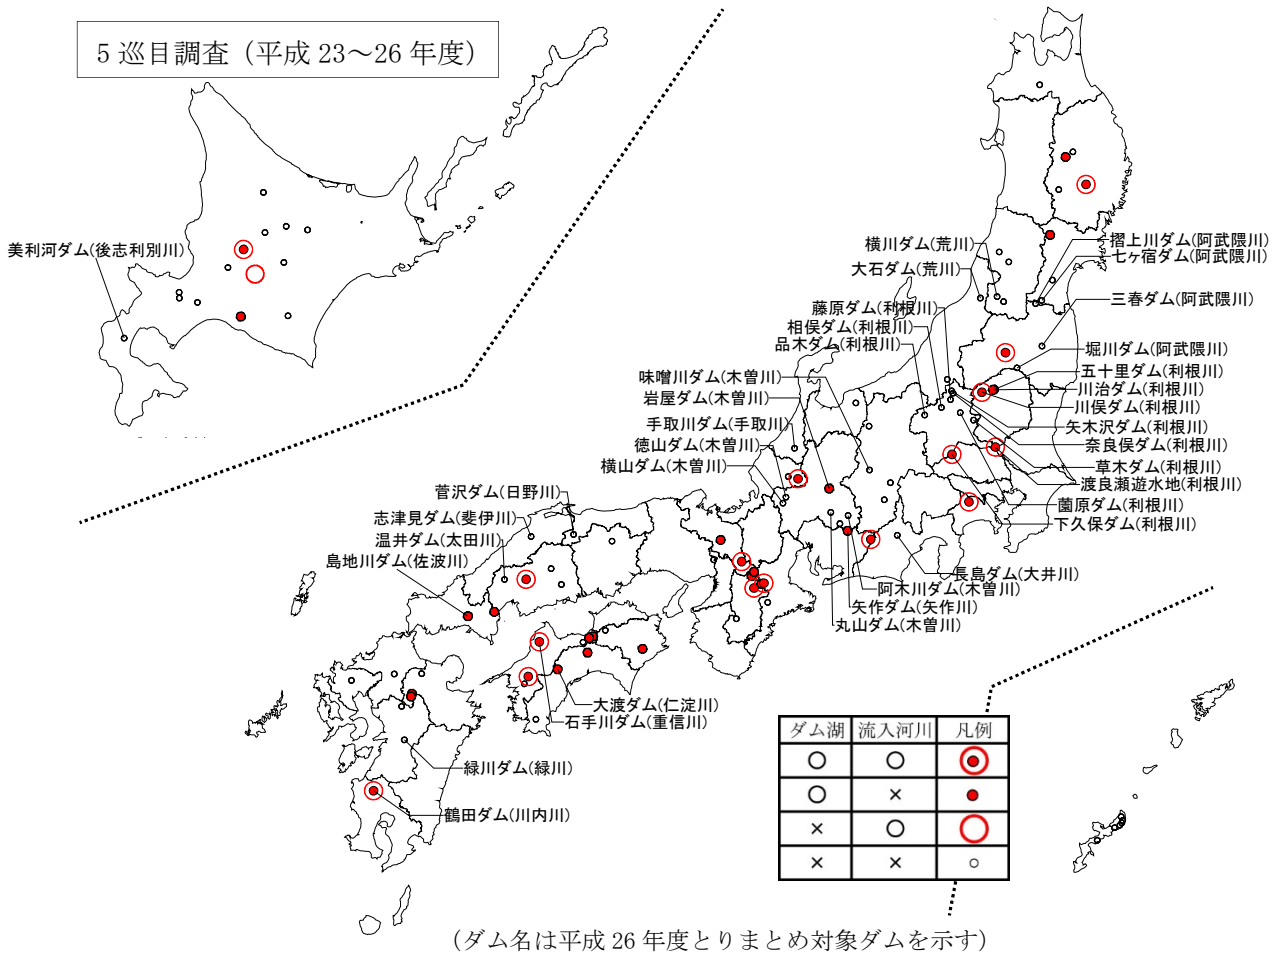 5 巡目調査（平成 23～26 年度）
美利河ダム(後志利別川)
横川ダム(荒川)
大石ダム(荒川)
藤原ダム(利根川)
相俣ダム(利根川)
品木ダム(利根川)
味噌川ダム(木曽川)
岩屋ダム(木曽川)
手取川ダム(手取川)
徳山ダム(木曽川)
横山ダム(木曽川)
菅沢ダム(日野川)
志津見ダム(斐伊川)
温井ダム(太田川)
島地川ダム(佐波川)
摺上川ダム(阿武隈川)
七ヶ宿ダム(阿武隈川)
三春ダム(阿武隈川)
堀川ダム(阿武隈川)
五十里ダム(利根川)
川治ダム(利根川)
川俣ダム(利根川)
矢木沢ダム(利根川)
奈良俣ダム(利根川)
草木ダム(利根川)
渡良瀬遊水地(利根川)
薗原ダム(利根川)
下久保ダム(利根川)
長島ダム(大井川)
阿木川ダム(木曽川)
矢作ダム(矢作川)
丸山ダム(木曽川)
大渡ダム(仁淀川)
石手川ダム(重信川)
緑川ダム(緑川)
鶴田ダム(川内川)
ダム湖 流入河川 凡例
○ ○
○ ×
× ○
× ×
（ダム名は平成 26 年度とりまとめ対象ダムを示す）